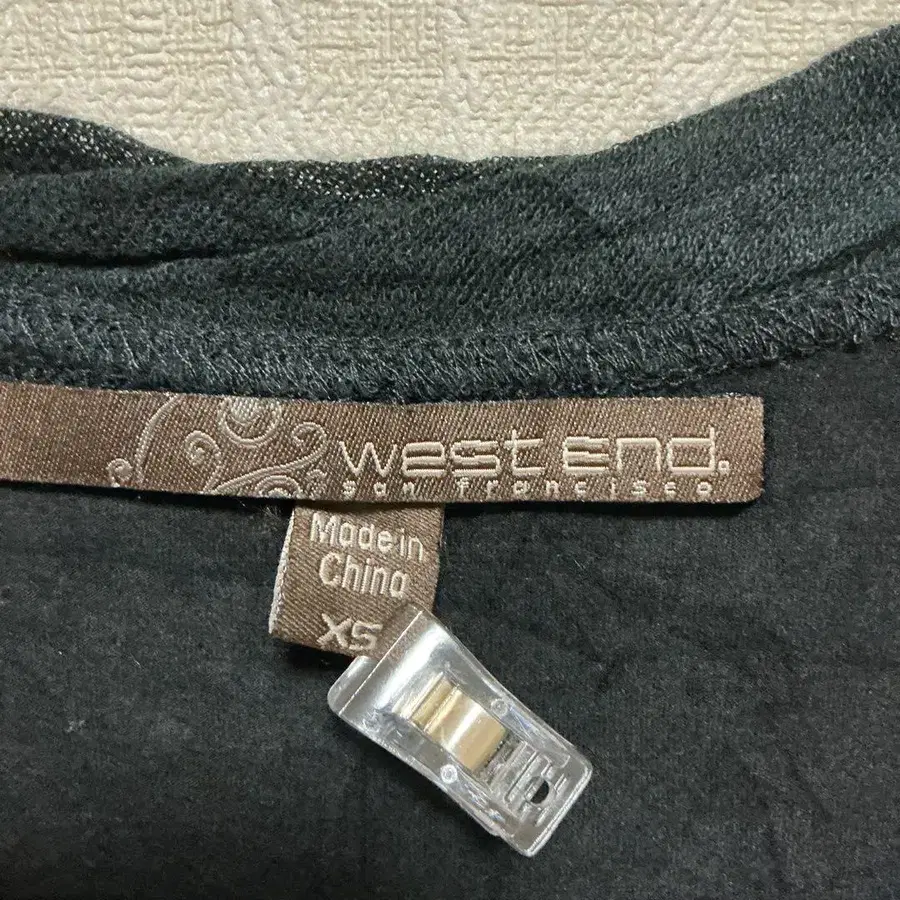 west end.
san francisco
Made in
China
XS